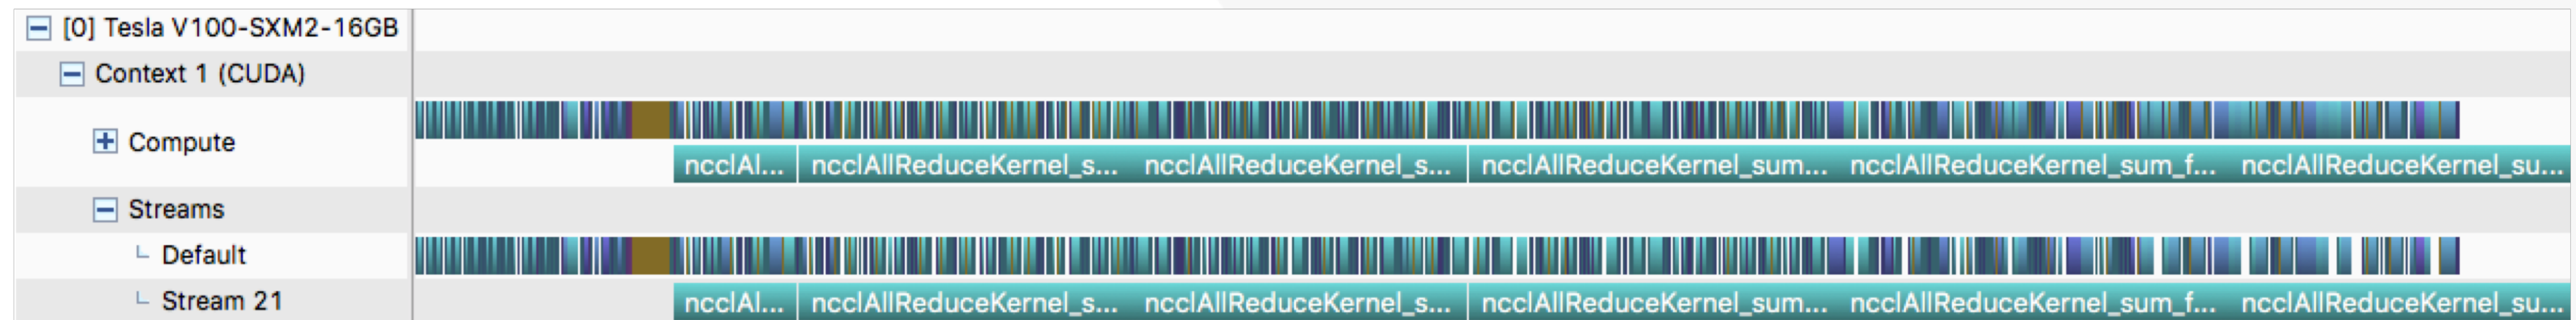 [0] Tesla V100-SXM2-16GB
Context 1 (CUDA)
Compute
ncclAl... ncclAllReduceKernel_s... ncclAllReduceKernel_s... ncclAllReduceKernel_sum... ncclAllReduceKernel_sum_f... ncclAllReduceKernel_su...
Streams
Default
Stream 21 ncclAl... ncclAllReduceKernel_s... ncclAllReduceKernel_s... ncclAllReduceKernel_sum... ncclAllReduceKernel_sum_f... ncclAllReduceKernel_su...